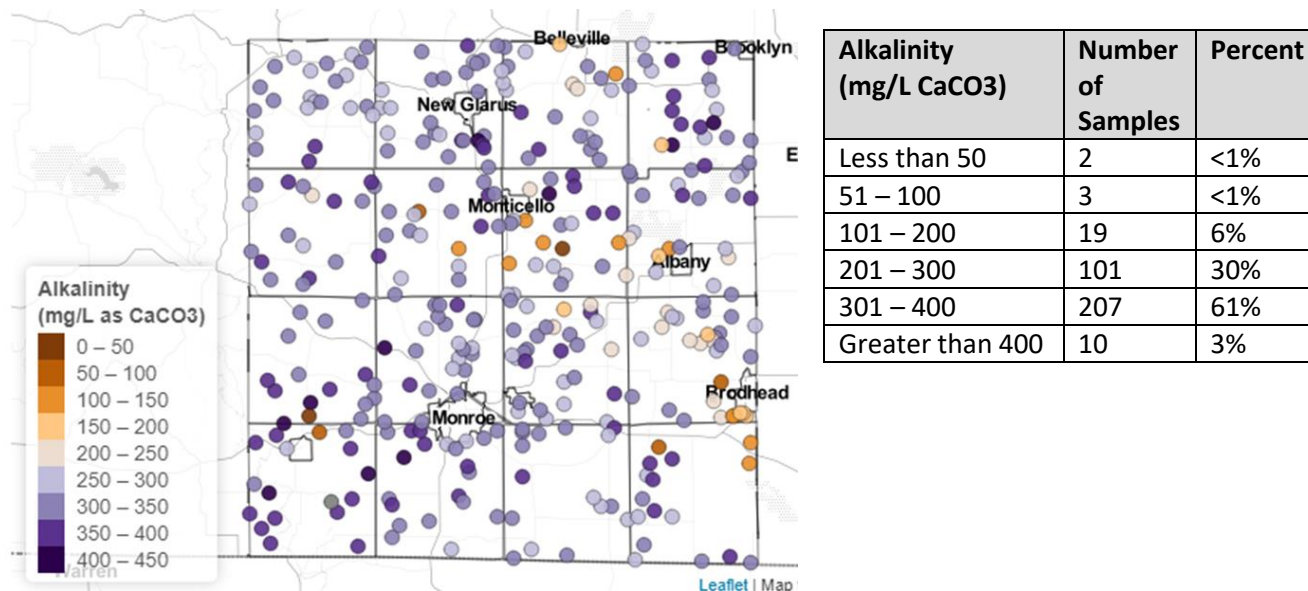 Belleville
Brooklyn
New Glarus
E
Monticello
Albany
Brodhead
Monroe
Alkalinity
(mg/L as CaCO3)
0 – 50
50 – 100
100 – 150
150 – 200
200 – 250
250 – 300
300 – 350
350 – 400
400 – 450
Warren
Leaflet | Map
Alkalinity (mg/L CaCO3) Number of Samples Percent
Less than 50 2 <1%
51 – 100 3 <1%
101 – 200 19 6%
201 – 300 101 30%
301 – 400 207 61%
Greater than 400 10 3%